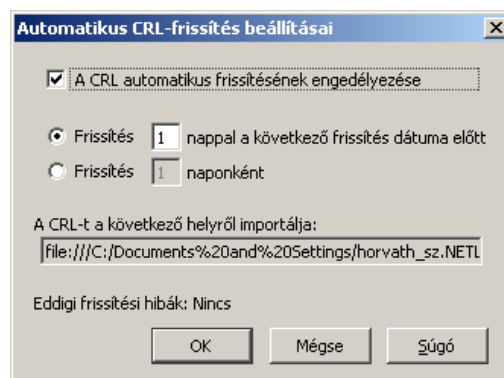 Automatikus CRL-frissítés beállításai
A CRL automatikus frissítésének engedélyezése
Frissítés 1 nappal a következő frissítés dátuma előtt
Frissítés 1 naponként
A CRL-t a következő helyről importálja:
file:///C:/Documents%20and%20Settings/horvath_sz.NETL
Eddigi frissítési hibák: Nincs
OK Mégse Súgó